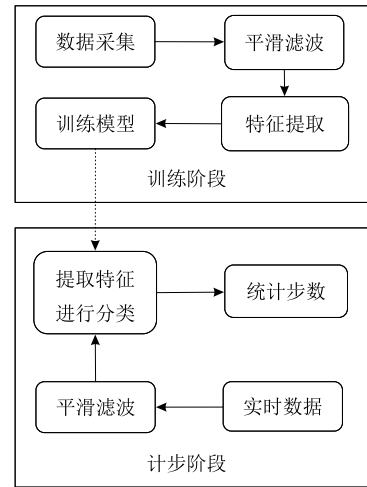 数据采集
平滑滤波
训练模型
特征提取
训练阶段
提取特征
进行分类
统计步数
平滑滤波
实时数据
计步阶段